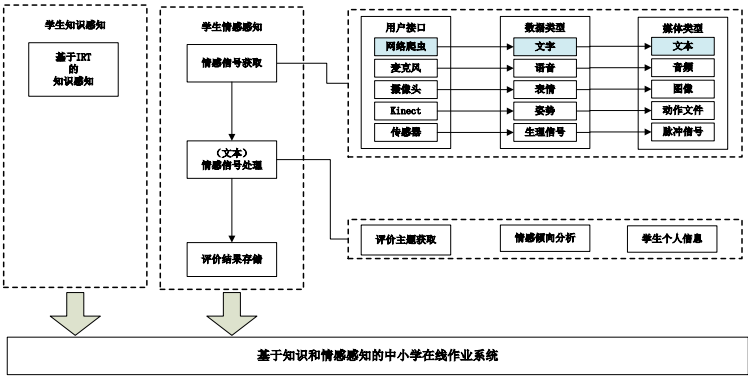 学生知识感知
基于IRT
的
知识感知
学生情感感知
情感信号获取
（文本）
情感信号处理
评价结果存储
用户接口
数据类型
媒体类型
网络爬虫
文字
文本
麦克风
语音
音频
摄像头
表情
图像
Kinect
姿势
动作文件
传感器
生理信号
脉冲信号
评价主题获取
情感倾向分析
学生个人信息
基于知识和情感感知的中小学在线作业系统